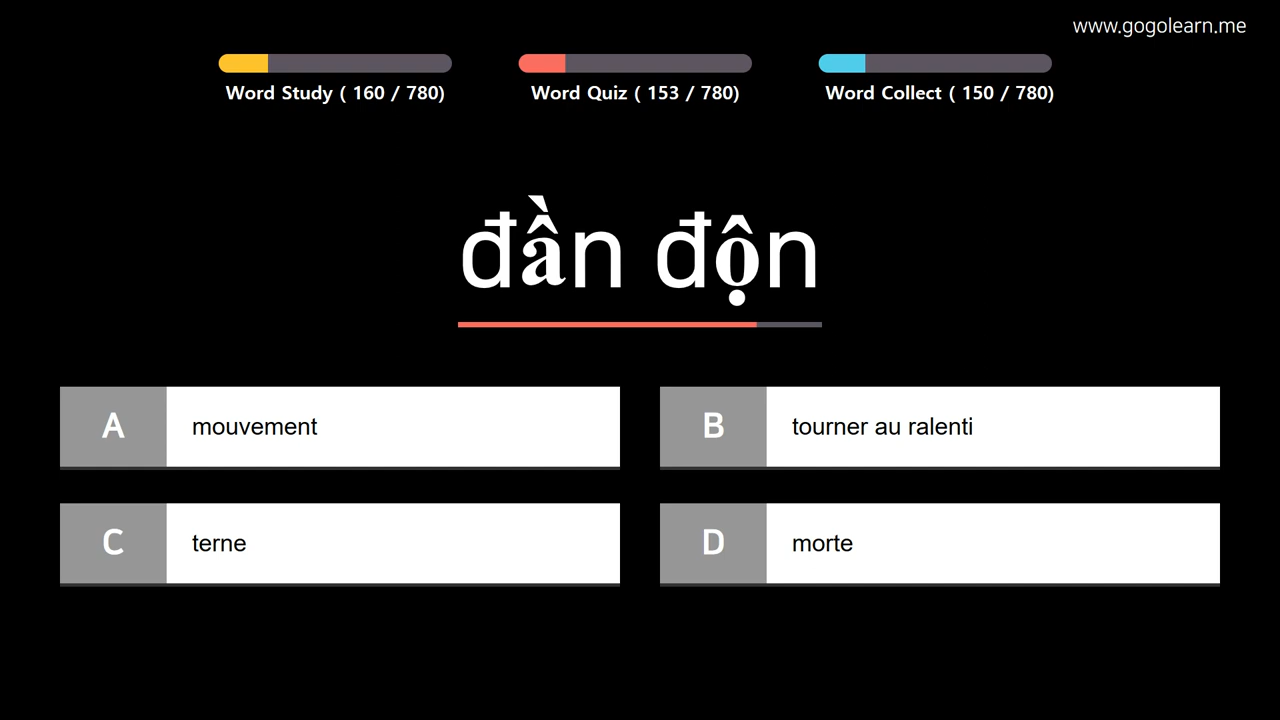 www.gogolearn.me
Word Study ( 160 / 780)
Word Quiz ( 153 / 780)
Word Collect ( 150 / 780)
đần độn
A mouvement
B tourner au ralenti
C terne
D morte